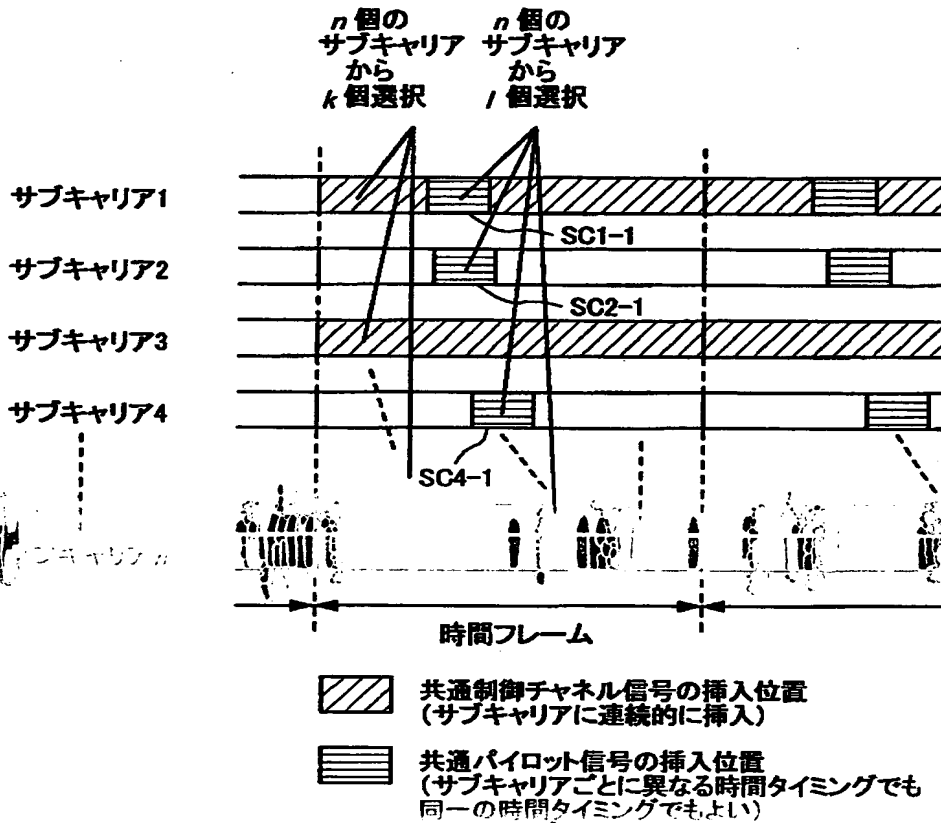 n 個の
サブキャリア
から
k 個選択
n 個の
サブキャリア
から
l 個選択
サブキャリア1
SC1-1
サブキャリア2
SC2-1
サブキャリア3
サブキャリア4
SC4-1
時間フレーム
共通制御チャネル信号の挿入位置
(サブキャリアに連続的に挿入)
共通パイロット信号の挿入位置
(サブキャリアごとに異なる時間タイミングでも
同一の時間タイミングでもよい)